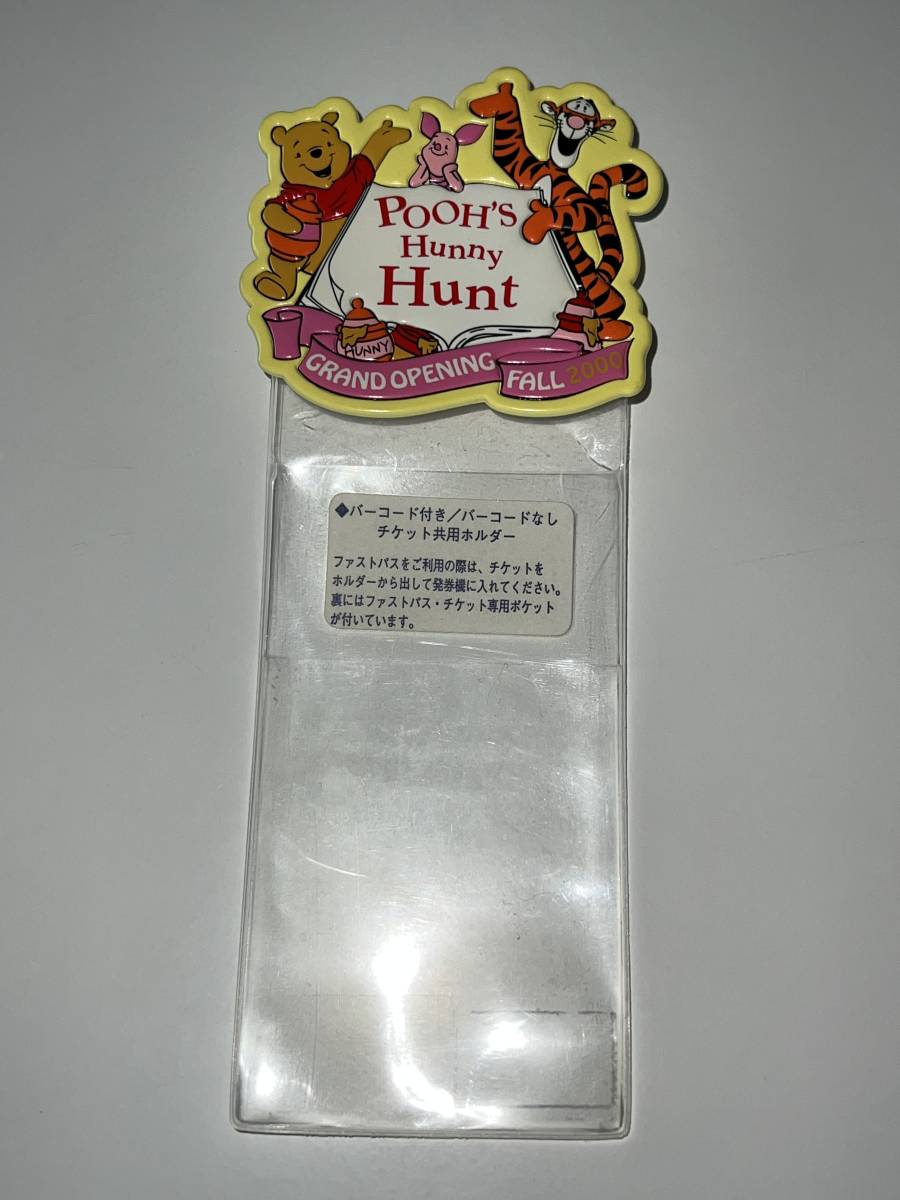 POOH'S
Hunny
Hunt
HUNNY
GRAND OPENING FALL 2000
◆バーコード付き／バーコードなし
チケット共用ホルダー
ファストパスをご利用の際は、チケットを
ホルダーから出して発券機に入れてください。
裏にはファストパス・チケット専用ポケット
が付いています。